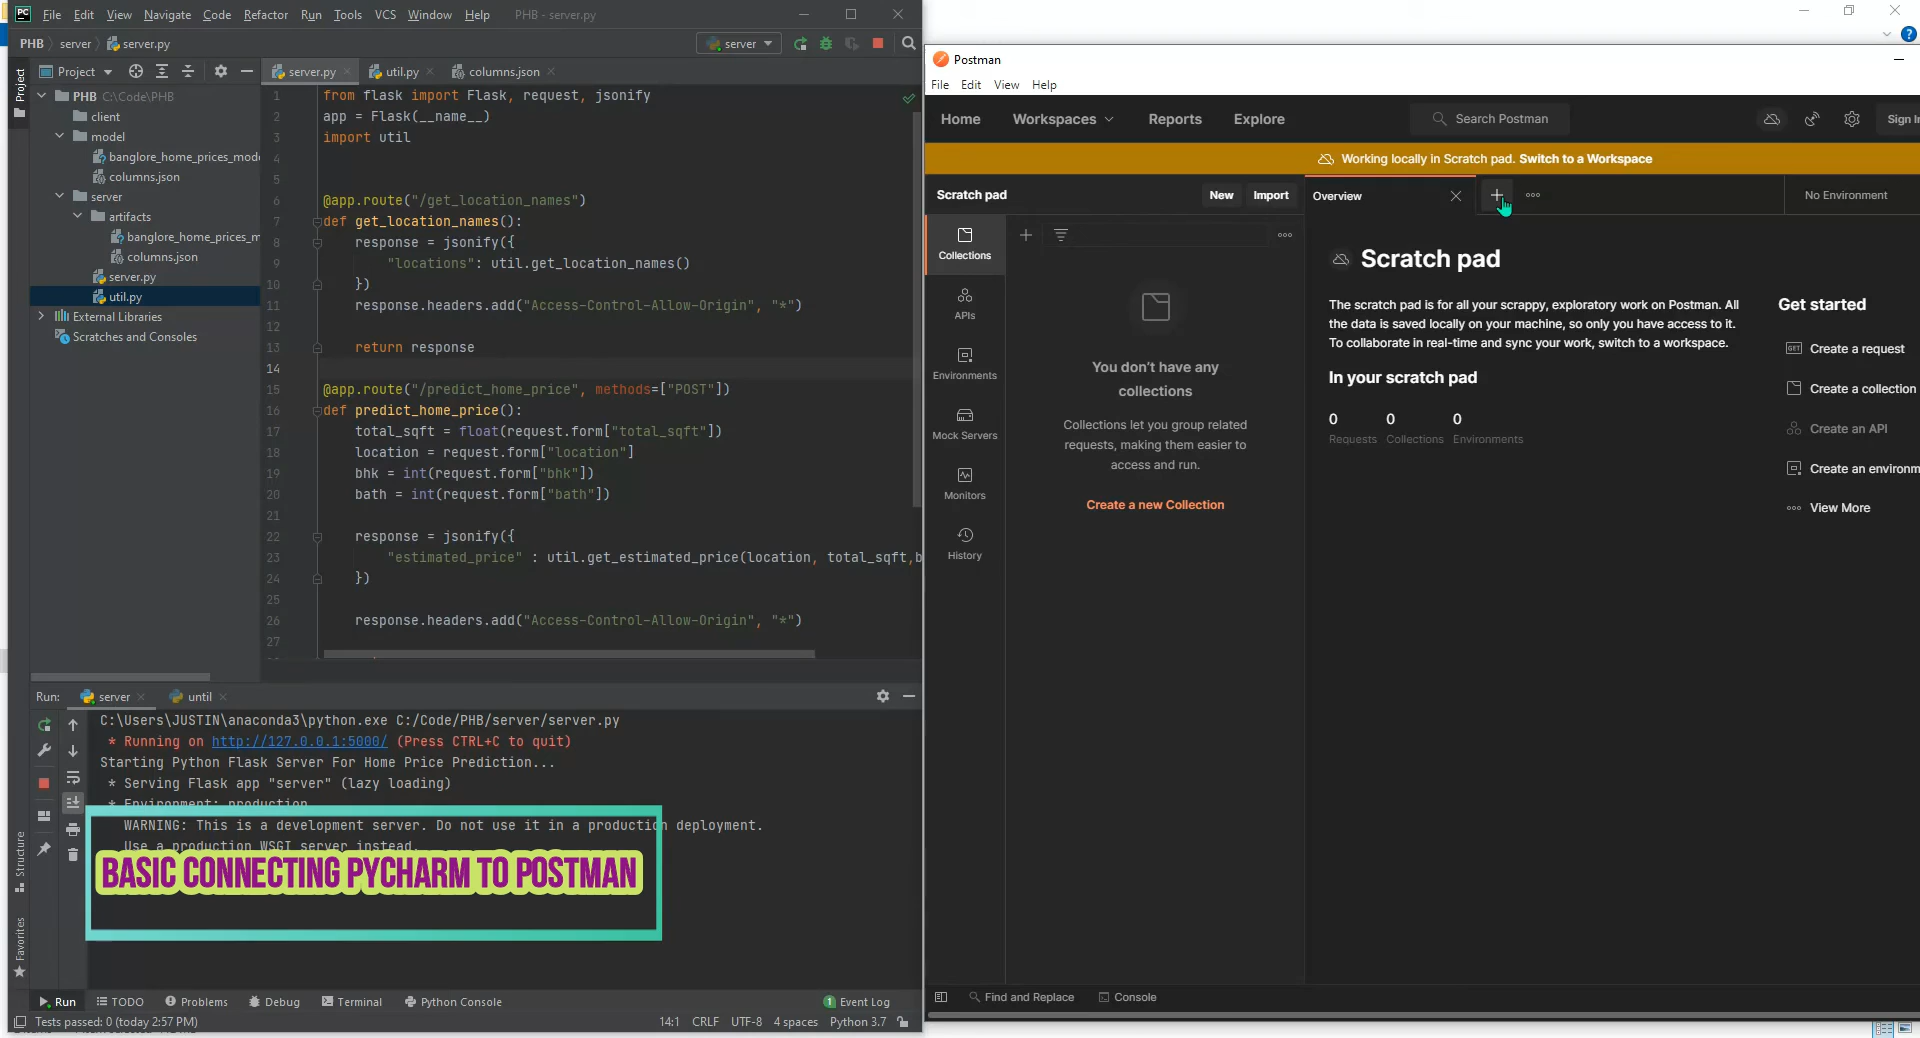 PC File Edit View Navigate Code Refactor Run Tools VCS Window Help PHB - server.py
PHB server server.py
server
Project
Project
server.py
util.py
columns.json
PHB C:\Code\PHB
client
model
banglore_home_prices_mode
columns.json
server
artifacts
banglore_home_prices_m
columns.json
server.py
util.py
External Libraries
Scratches and Consoles
1 from flask import Flask, request, jsonify
2 app = Flask(__name__)
3 import util
4
5
6 @app.route("/get_location_names")
7 def get_location_names():
8 response = jsonify({
9 "locations": util.get_location_names()
10 })
11 response.headers.add("Access-Control-Allow-Origin", "*")
12
13 return response
14
15 @app.route("/predict_home_price", methods=["POST"])
16 def predict_home_price():
17 total_sqft = float(request.form["total_sqft"])
18 location = request.form["location"]
19 bhk = int(request.form["bhk"])
20 bath = int(request.form["bath"])
21
22 response = jsonify({
23 "estimated_price" : util.get_estimated_price(location, total_sqft,b
24 })
25
26 response.headers.add("Access-Control-Allow-Origin", "*")
27
Run: server until
C:\Users\JUSTIN\anaconda3\python.exe C:/Code/PHB/server/server.py
* Running on http://127.0.0.1:5000/ (Press CTRL+C to quit)
Starting Python Flask Server For Home Price Prediction...
* Serving Flask app "server" (lazy loading)
* Environment: production
WARNING: This is a development server. Do not use it in a production deployment.
Use a production WSGI server instead.
BASIC CONNECTING PYCHARM TO POSTMAN
Structure
Favorites
Run TODO Problems Debug Terminal Python Console 1 Event Log
Tests passed: 0 (today 2:57 PM) 14:1 CRLF UTF-8 4 spaces Python 3.7
?
Postman
File Edit View Help
Home Workspaces Reports Explore Search Postman Sign In
Working locally in Scratch pad. Switch to a Workspace
Scratch pad New Import
Overview
No Environment
Collections
APIs
Environments
Mock Servers
Monitors
History
You don't have any
collections
Collections let you group related
requests, making them easier to
access and run.
Create a new Collection
Scratch pad
The scratch pad is for all your scrappy, exploratory work on Postman. All
the data is saved locally on your machine, so only you have access to it.
To collaborate in real-time and sync your work, switch to a workspace.
In your scratch pad
0 0 0
Requests Collections Environments
Get started
GET Create a request
Create a collection
Create an API
Create an environm
View More
Find and Replace Console